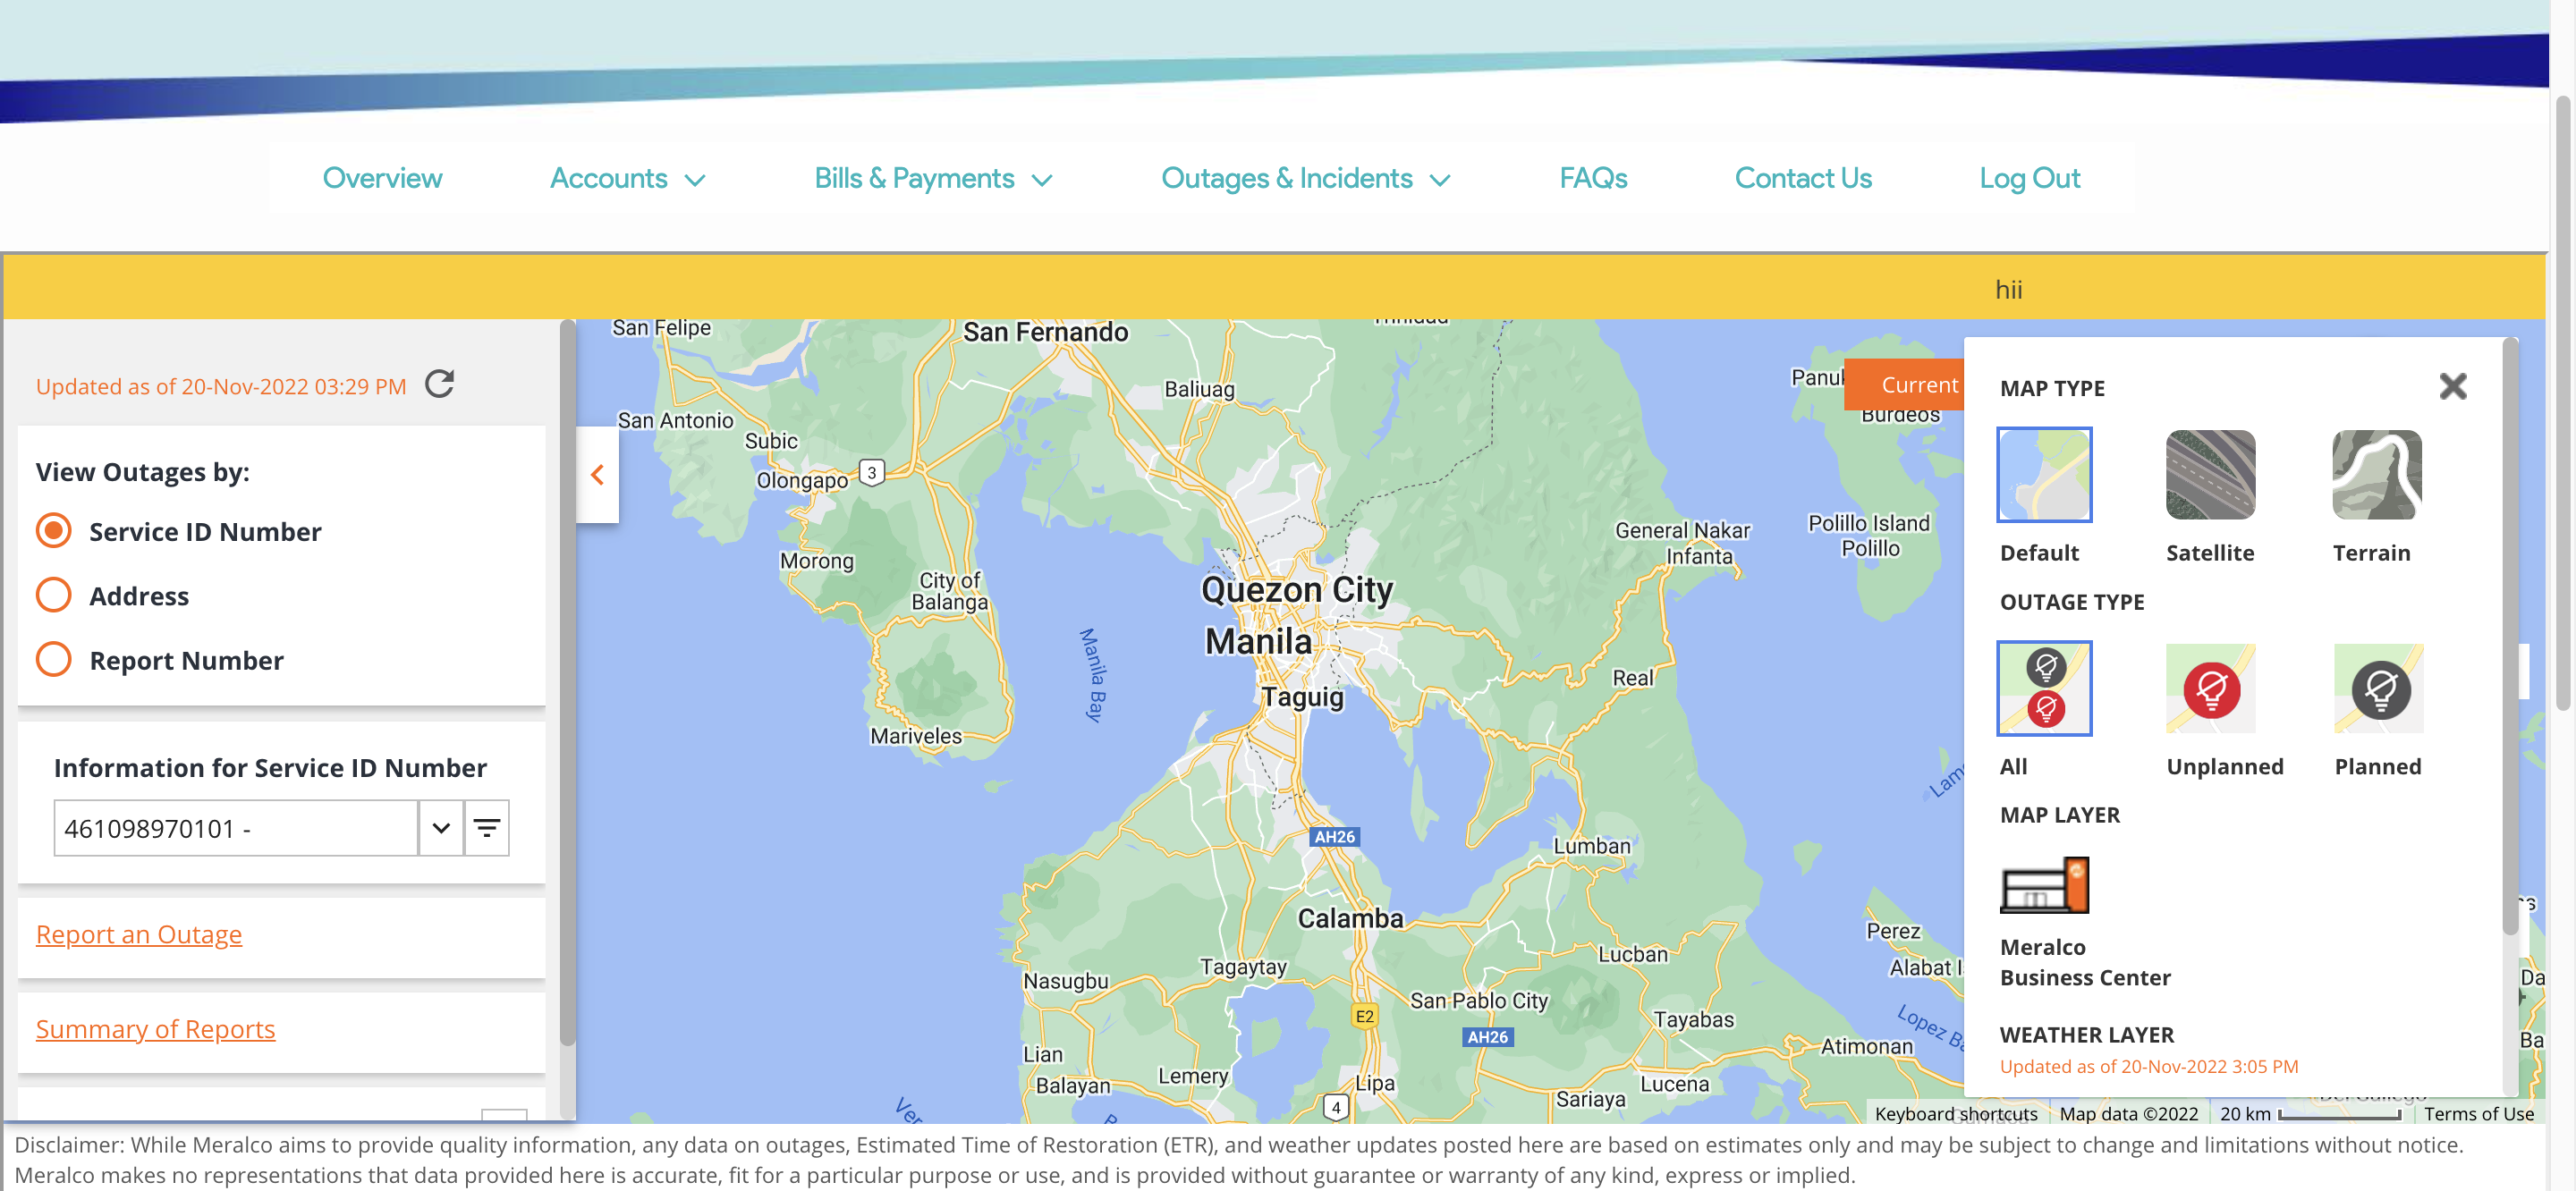 Overview Accounts Bills & Payments Outages & Incidents FAQs Contact Us Log Out
hii
Updated as of 20-Nov-2022 03:29 PM
View Outages by:
Service ID Number
Address
Report Number
Information for Service ID Number
461098970101 -
Report an Outage
Summary of Reports
San Felipe
San Fernando
Baliuag
San Antonio
Subic
Olongapo
3
Morong
City of
Balanga
Mariveles
Manila Bay
Quezon City
Manila
Taguig
General Nakar
Infanta
Polillo Island
Polillo
Burdeos
Real
AH26
Lumban
Calamba
Perez
Lucban
Tagaytay
Nasugbu
San Pablo City
E2
Tayabas
AH26
Atimonan
Lian
Balayan
Lemery
Lipa
Lucena
Sariaya
4
Current
MAP TYPE
Default Satellite Terrain
OUTAGE TYPE
All Unplanned Planned
MAP LAYER
Meralco
Business Center
WEATHER LAYER
Updated as of 20-Nov-2022 3:05 PM
Keyboard shortcuts Map data ©2022 20 km Terms of Use
Disclaimer: While Meralco aims to provide quality information, any data on outages, Estimated Time of Restoration (ETR), and weather updates posted here are based on estimates only and may be subject to change and limitations without notice.
Meralco makes no representations that data provided here is accurate, fit for a particular purpose or use, and is provided without guarantee or warranty of any kind, express or implied.